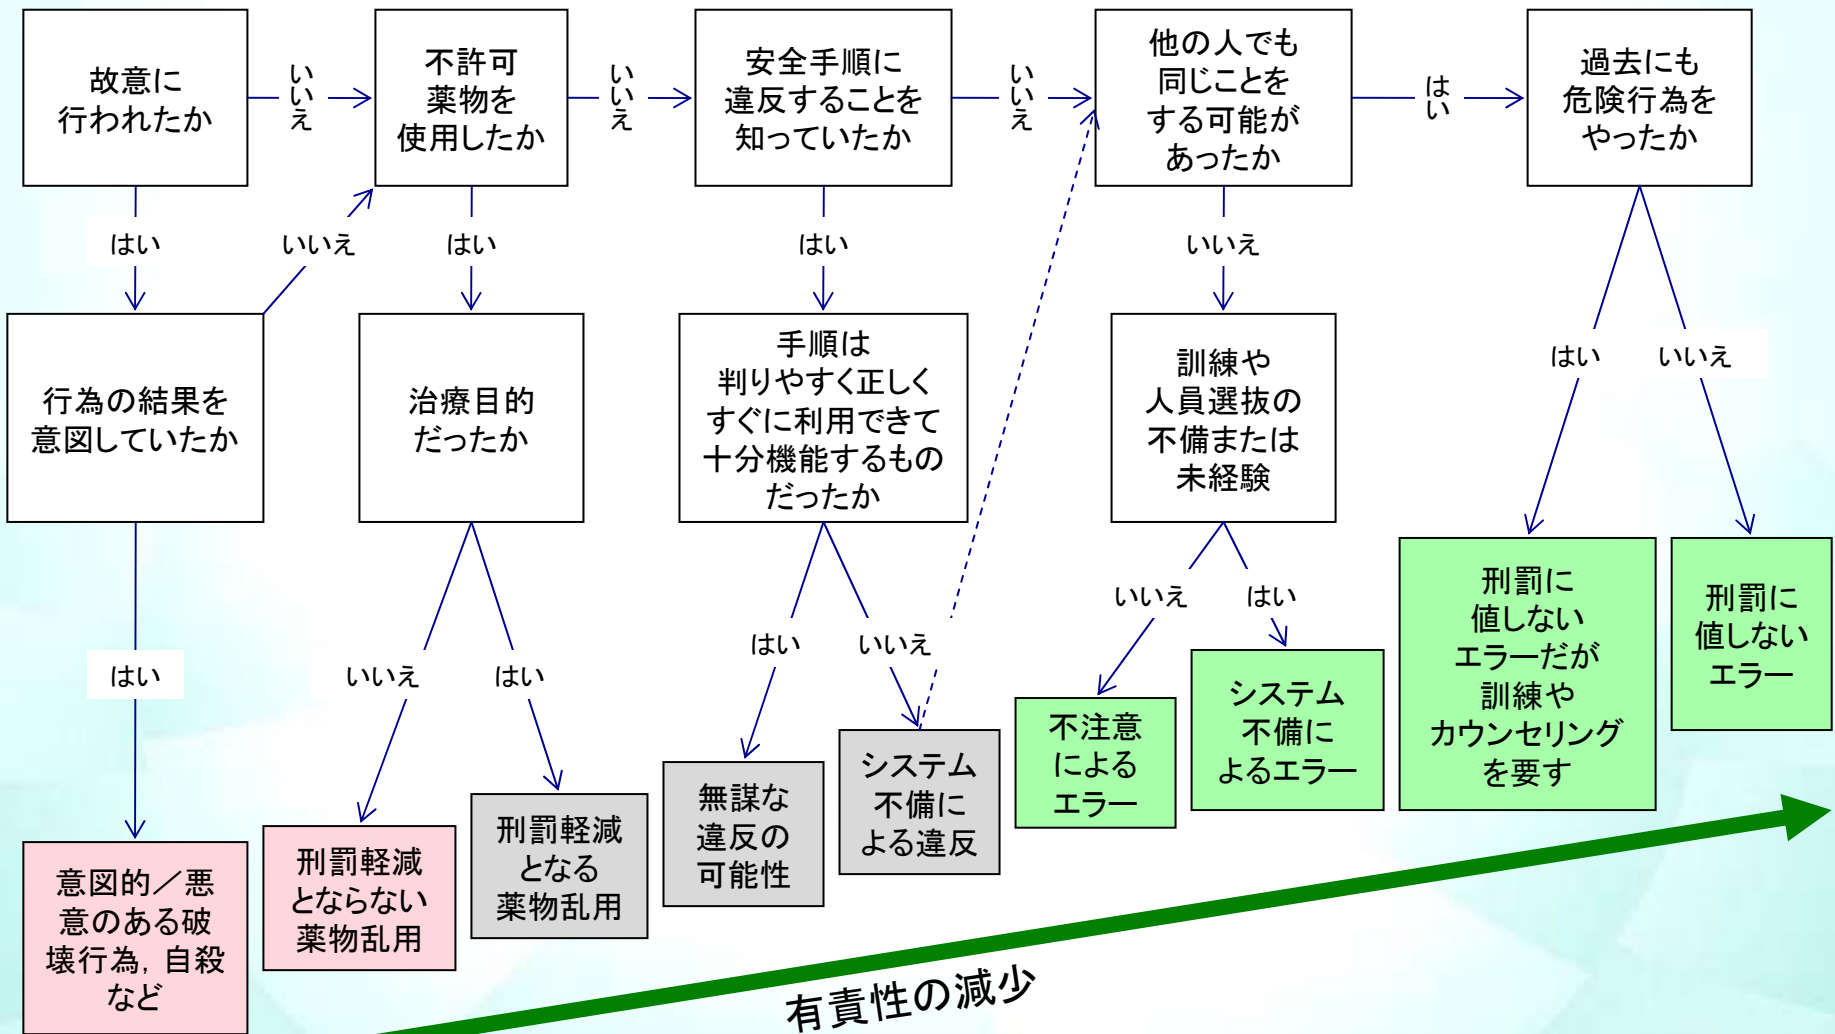 故意に
行われたか
いいえ
不許可
薬物を
使用したか
いいえ
安全手順に
違反することを
知っていたか
いいえ
他の人でも
同じことを
する可能が
あったか
はい
過去にも
危険行為を
やったか
はい
いいえ
はい
はい
いいえ
行為の結果を
意図していたか
治療目的
だったか
手順は
判りやすく正しく
すぐに利用できて
十分機能するもの
だったか
訓練や
人員選抜の
不備または
未経験
はい
いいえ
はい
いいえ
はい
はい
いいえ
いいえ
はい
意図的／悪
意のある破
壊行為，自殺
など
刑罰軽減
とならない
薬物乱用
刑罰軽減
となる
薬物乱用
無謀な
違反の
可能性
システム
不備に
よる違反
不注意
による
エラー
システム
不備に
よるエラー
刑罰に
値しない
エラーだが
訓練や
カウンセリング
を要す
刑罰に
値しない
エラー
有責性の減少